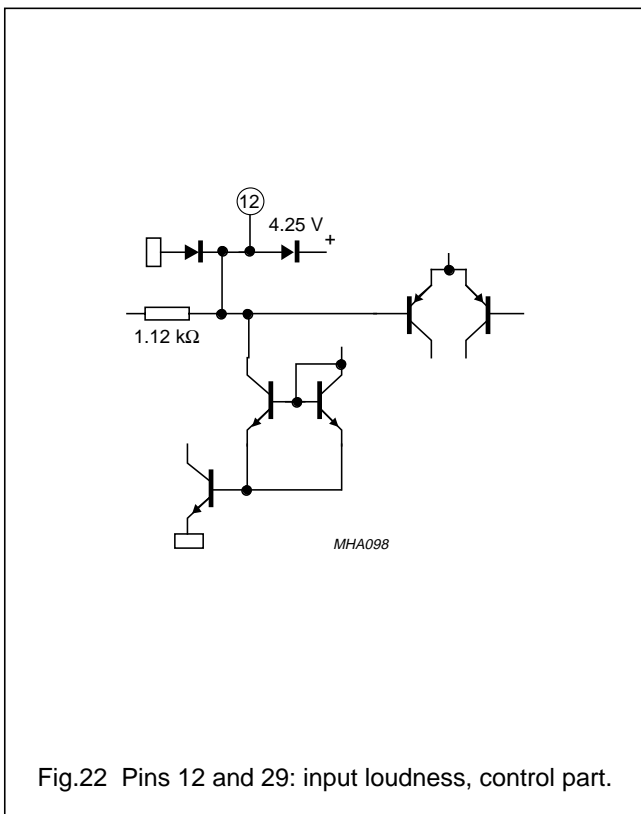 12
4.25 V
+
1.12 kΩ
MHA098
Fig.22 Pins 12 and 29: input loudness, control part.